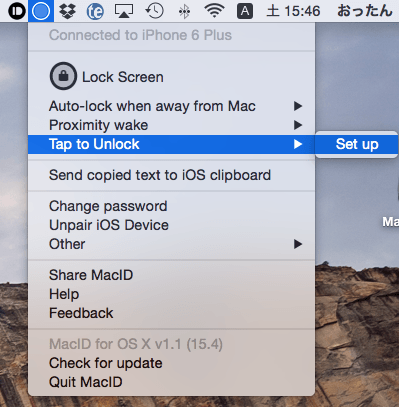 A 土 15:46 おったん
Connected to iPhone 6 Plus
Lock Screen
Auto-lock when away from Mac
Proximity wake
Tap to Unlock
Set up
Send copied text to iOS clipboard
Change password
Unpair iOS Device
Other
Ma
Share MacID
Help
Feedback
MacID for OS X v1.1 (15.4)
Check for update
Quit MacID